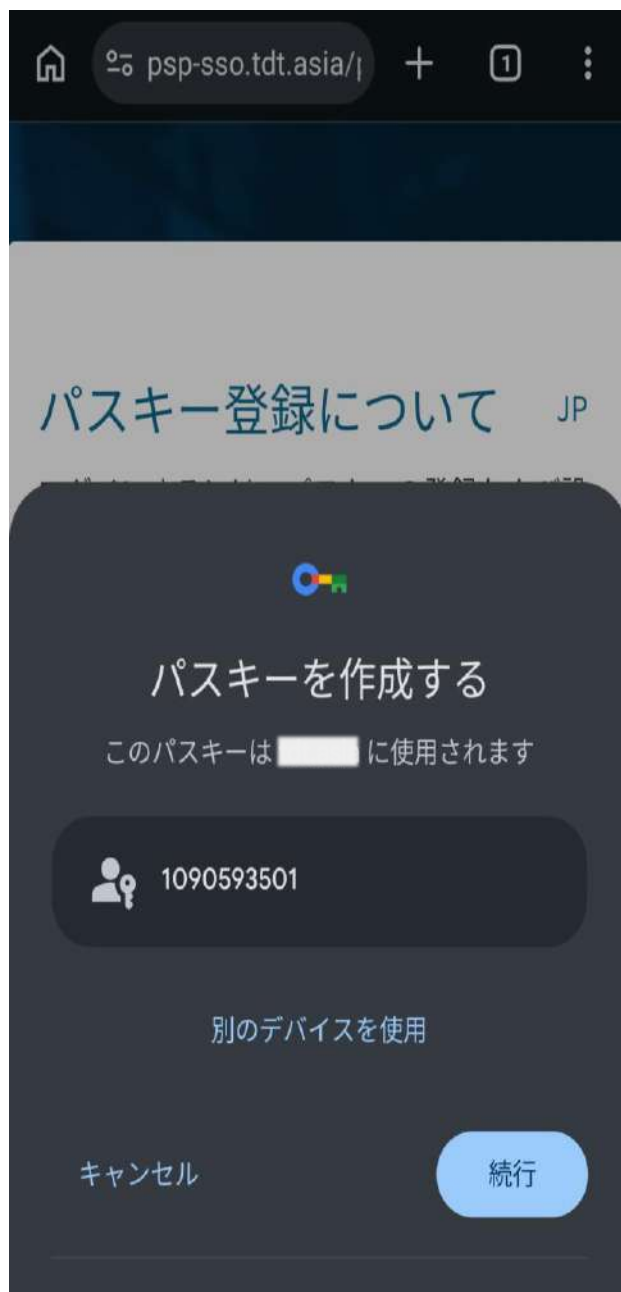 psp-sso.tdt.asia/
1
パスキー登録について
JP
パスキーを作成する
このパスキーは に使用されます
1090593501
別のデバイスを使用
キャンセル
続行